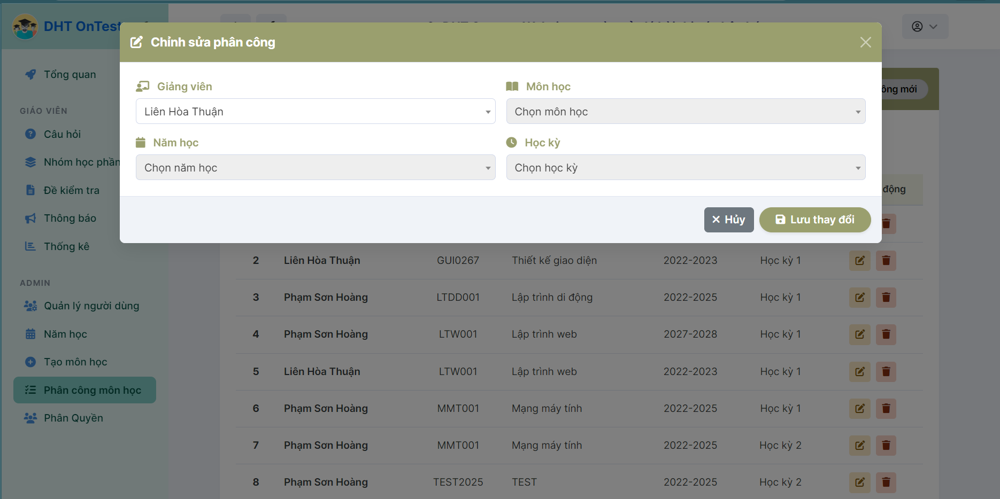 DHT OnTest
Chỉnh sửa phân công
Tổng quan
GIÁO VIÊN
Câu hỏi
Nhóm học phần
Đề kiểm tra
Thông báo
Thống kê
ADMIN
Quản lý người dùng
Năm học
Tạo môn học
Phân công môn học
Phân Quyền
Giảng viên
Liên Hòa Thuận
Môn học
Chọn môn học
Năm học
Chọn năm học
Học kỳ
Chọn học kỳ
Hủy
Lưu thay đổi
mới
động
2 Liên Hòa Thuận GUI0267 Thiết kế giao diện 2022-2023 Học kỳ 1
3 Phạm Sơn Hoàng LTDD001 Lập trình di động 2022-2025 Học kỳ 1
4 Phạm Sơn Hoàng LTW001 Lập trình web 2027-2028 Học kỳ 1
5 Liên Hòa Thuận LTW001 Lập trình web 2022-2023 Học kỳ 1
6 Phạm Sơn Hoàng MMT001 Mạng máy tính 2022-2025 Học kỳ 1
7 Phạm Sơn Hoàng MMT001 Mạng máy tính 2022-2025 Học kỳ 2
8 Phạm Sơn Hoàng TEST2025 TEST 2022-2025 Học kỳ 2